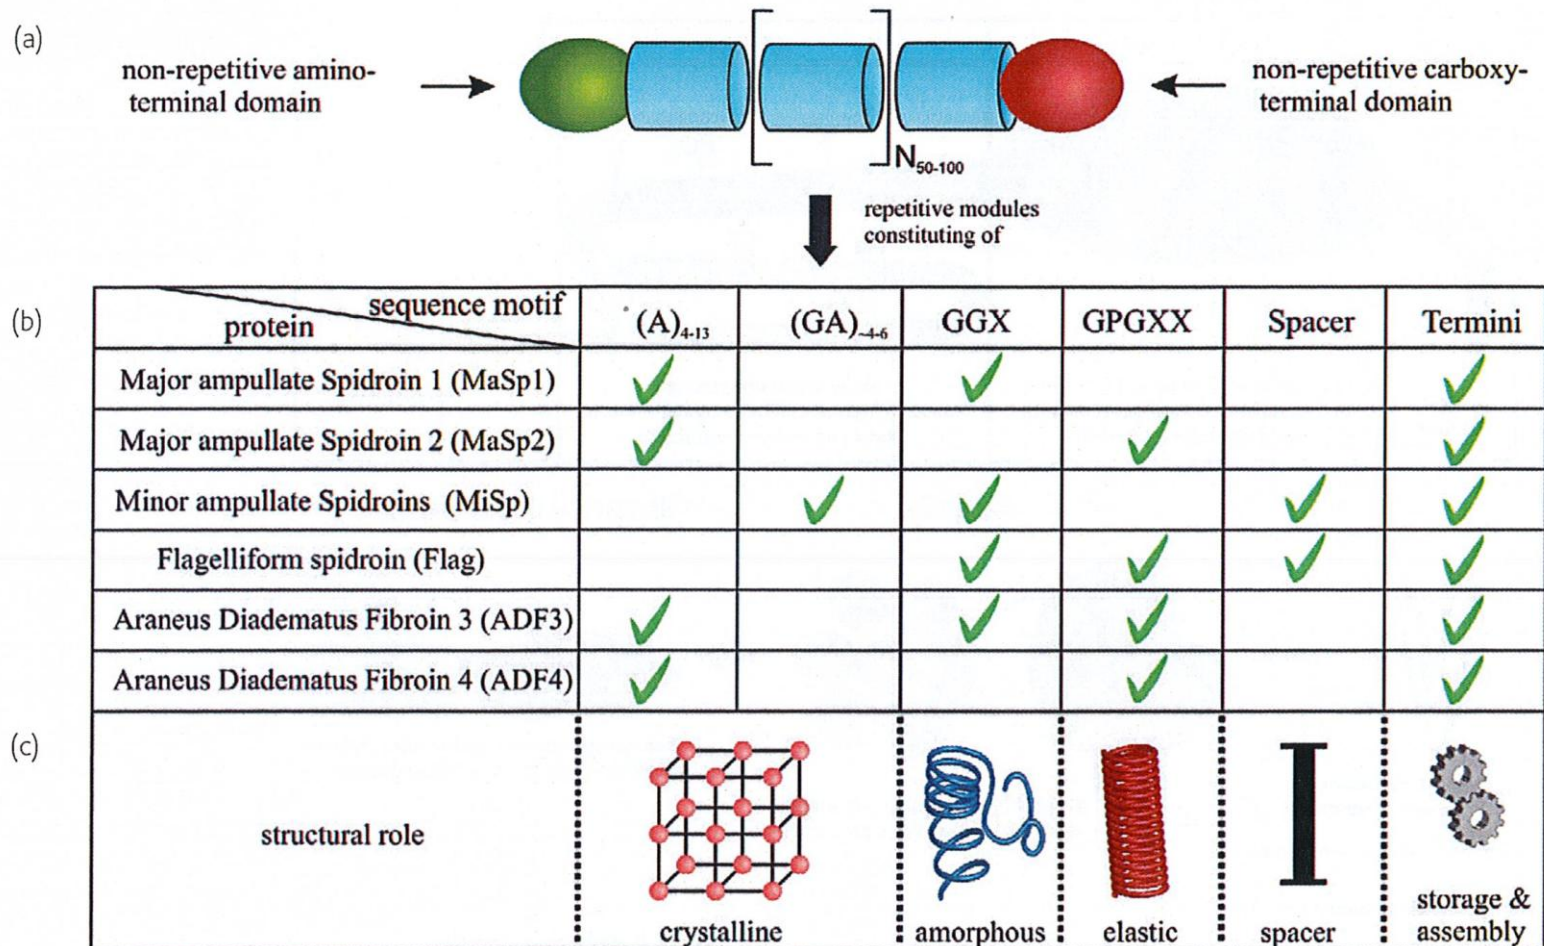 (a)
non-repetitive amino-
terminal domain
non-repetitive carboxy-
terminal domain
N50-100
repetitive modules
constituting of
(b)
sequence motif
protein
(A)4-13
(GA)~4-6
GGX
GPGXX
Spacer
Termini
Major ampullate Spidroin 1 (MaSp1)
Major ampullate Spidroin 2 (MaSp2)
Minor ampullate Spidroins (MiSp)
Flagelliform spidroin (Flag)
Araneus Diadematus Fibroin 3 (ADF3)
Araneus Diadematus Fibroin 4 (ADF4)
(c)
structural role
crystalline
amorphous
elastic
spacer
storage &
assembly